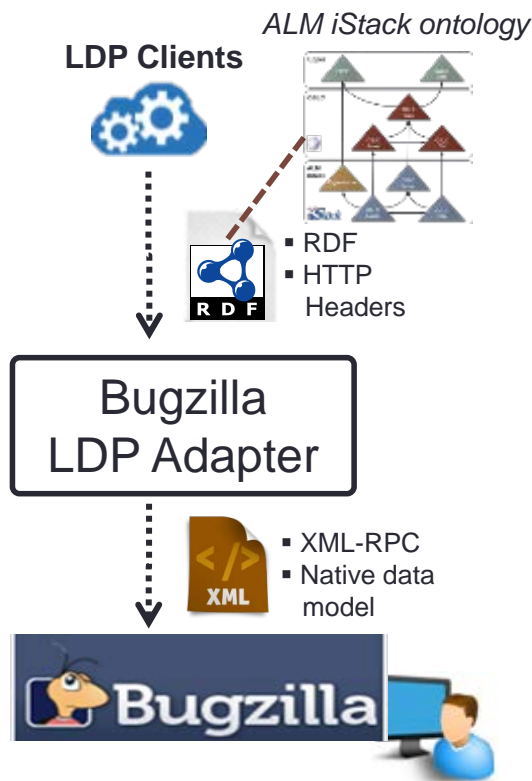 ALM iStack ontology
LDP Clients
RDF
▪ RDF
▪ HTTP
Headers
Bugzilla
LDP Adapter
▪ XML-RPC
▪ Native data
model
</>
XML
Bugzilla